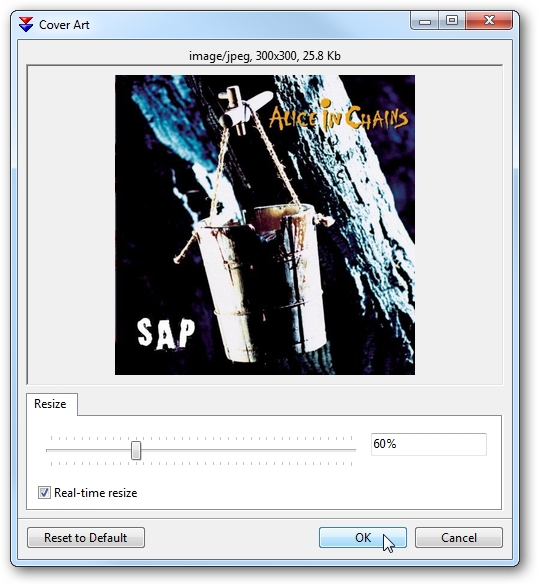 Cover Art
image/jpeg, 300x300, 25.8 Kb
ALICE IN CHAINS
SAP
Resize
60%
Real-time resize
Reset to Default
OK
Cancel